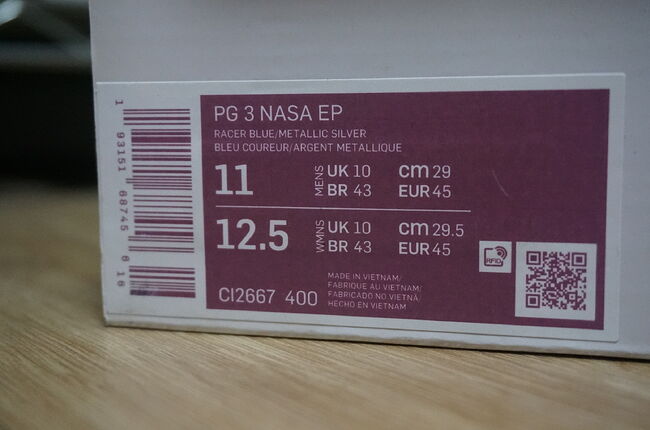 PG 3 NASA EP
RACER BLUE/METALLIC SILVER
BLEU COUREUR/ARGENT METALLIQUE
11 MENS UK 10 cm 29
BR 43 EUR 45
12.5 WMNS UK 10 cm 29.5
BR 43 EUR 45
CI2667 400
MADE IN VIETNAM/
FABRIQUE AU VIETNAM/
FABRICADO NO VIETNÃ/
HECHO EN VIETNAM
RFID
1 93151 68745 6 16